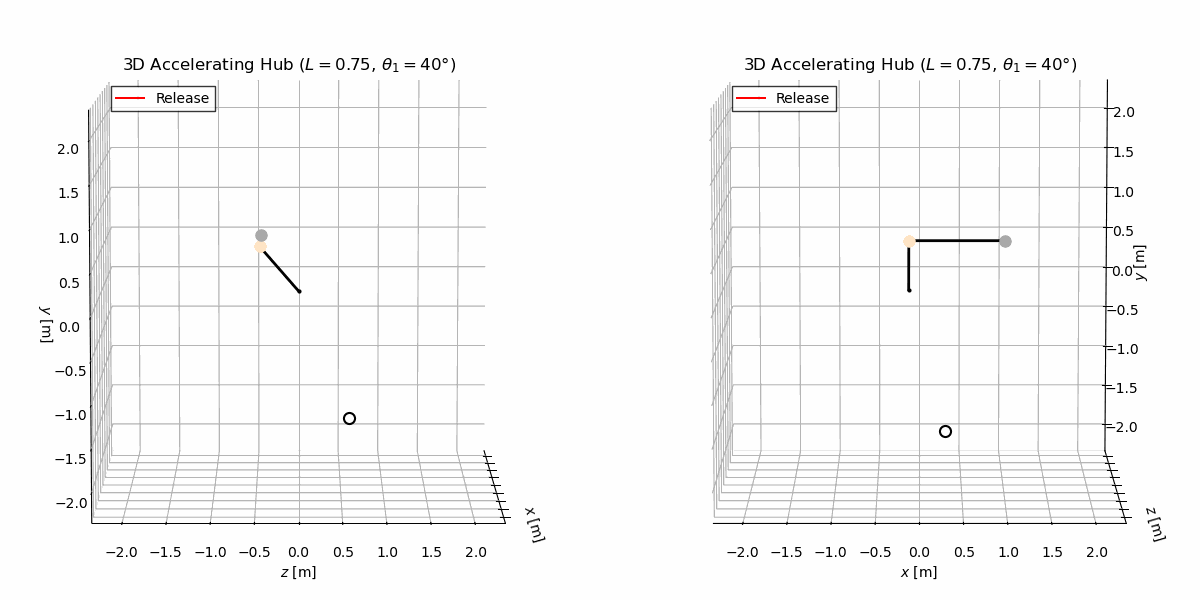 3D Accelerating Hub (L = 0.75, θ₁ = 40°)
Release
2.0
1.5
1.0
0.5
0.0
−0.5
−1.0
−1.5
−2.0
y [m]
−2.0 −1.5 −1.0 −0.5 0.0 0.5 1.0 1.5 2.0
z [m]
x [m]
3D Accelerating Hub (L = 0.75, θ₁ = 40°)
Release
2.0
1.5
1.0
0.5
0.0
−0.5
−1.0
−1.5
−2.0
y [m]
−2.0 −1.5 −1.0 −0.5 0.0 0.5 1.0 1.5 2.0
x [m]
z [m]